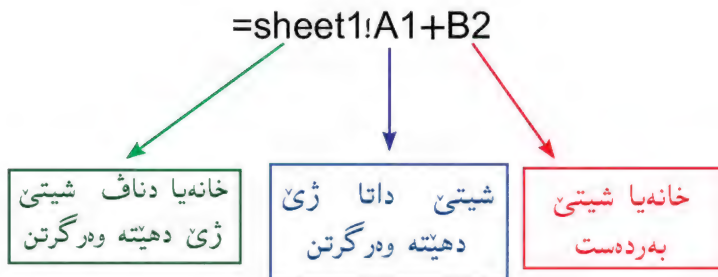 =sheet1!A1+B2
خانەیا شیتێ
بەردەست
شیتێ داتا ژێ
دهێتە وەرگرتن
خانەیا دناڤ شیتێ
ژێ دهێتە وەرگرتن